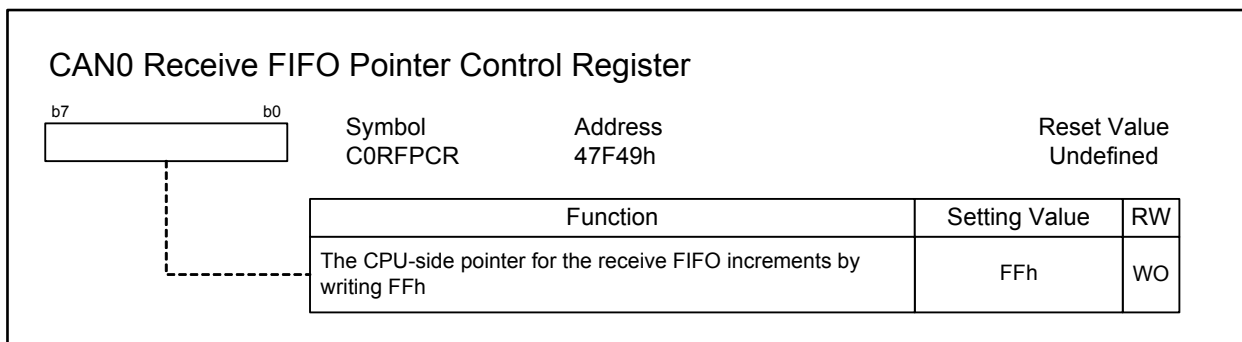 CAN0 Receive FIFO Pointer Control Register
b7 b0
Symbol Address Reset Value
C0RFPCR 47F49h Undefined
Function Setting Value RW
The CPU-side pointer for the receive FIFO increments by
writing FFh
FFh WO